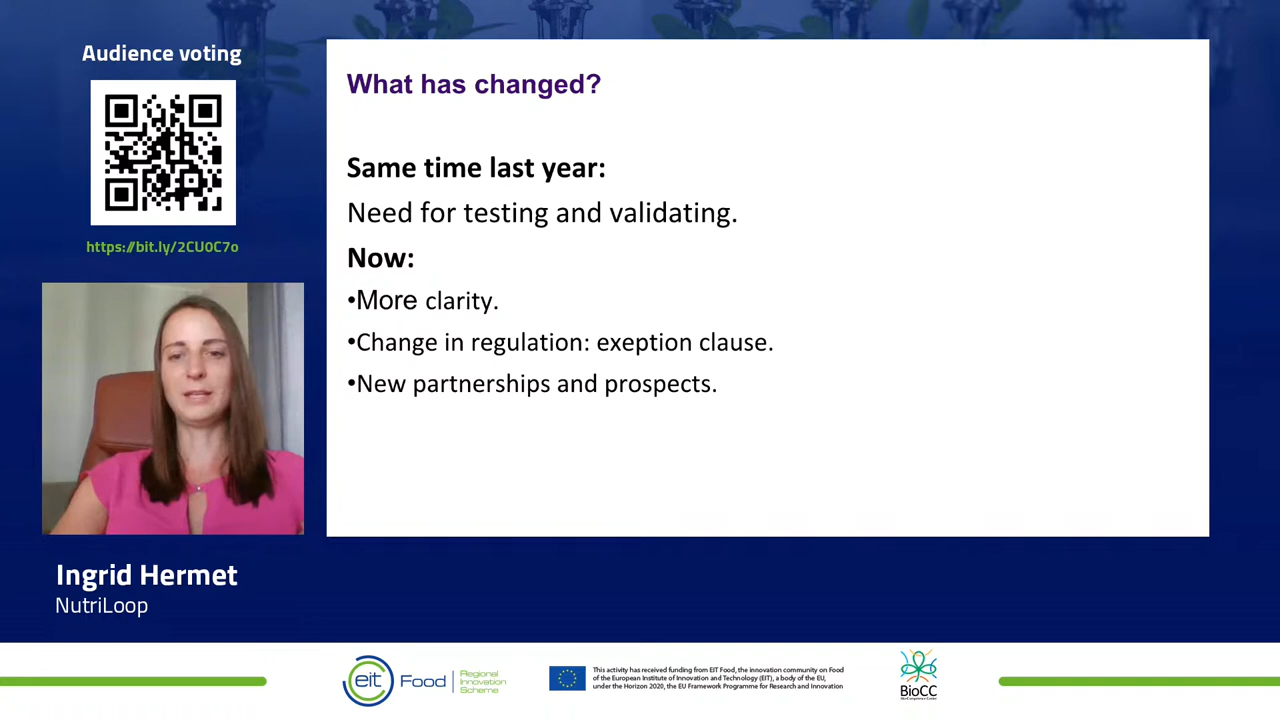 Audience voting
https://bit.ly/2CU0C7o
What has changed?
Same time last year:
Need for testing and validating.
Now:
•More clarity.
•Change in regulation: exeption clause.
•New partnerships and prospects.
Ingrid Hermet
NutriLoop
eit Food
Regional
Innovation
Scheme
This activity has received funding from EIT Food, the innovation community on Food
of the European Institute of Innovation and Technology (EIT), a body of the EU,
under the Horizon 2020, the EU Framework Programme for Research and Innovation
BioCC